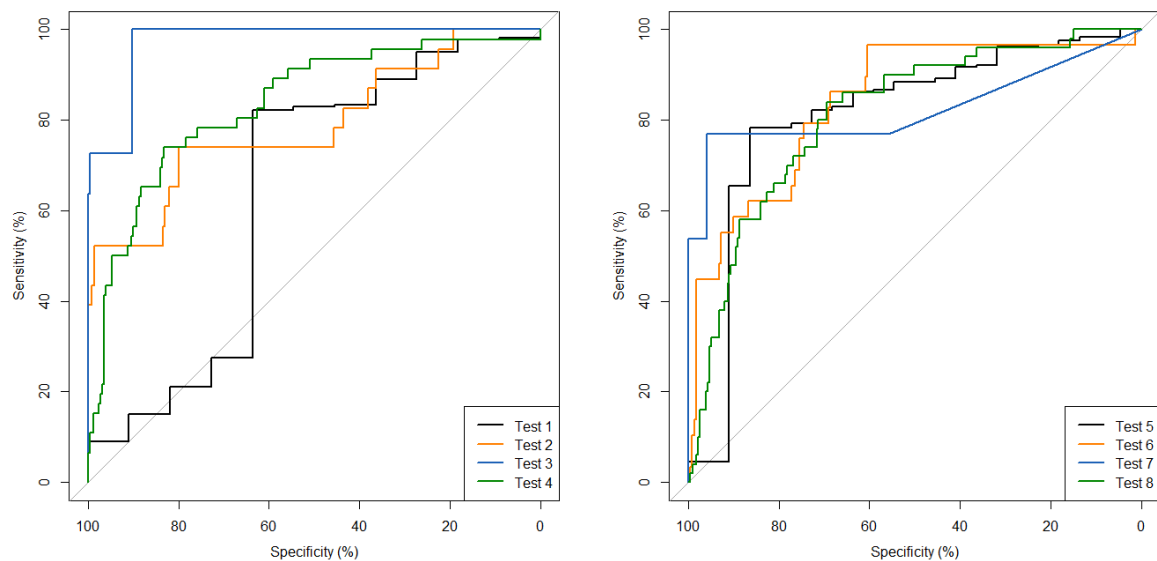 100
80
60
40
20
0
Sensitivity (%)
Test 1
Test 2
Test 3
Test 4
100 80 60 40 20 0
Specificity (%)
100
80
60
40
20
0
Sensitivity (%)
Test 5
Test 6
Test 7
Test 8
100 80 60 40 20 0
Specificity (%)